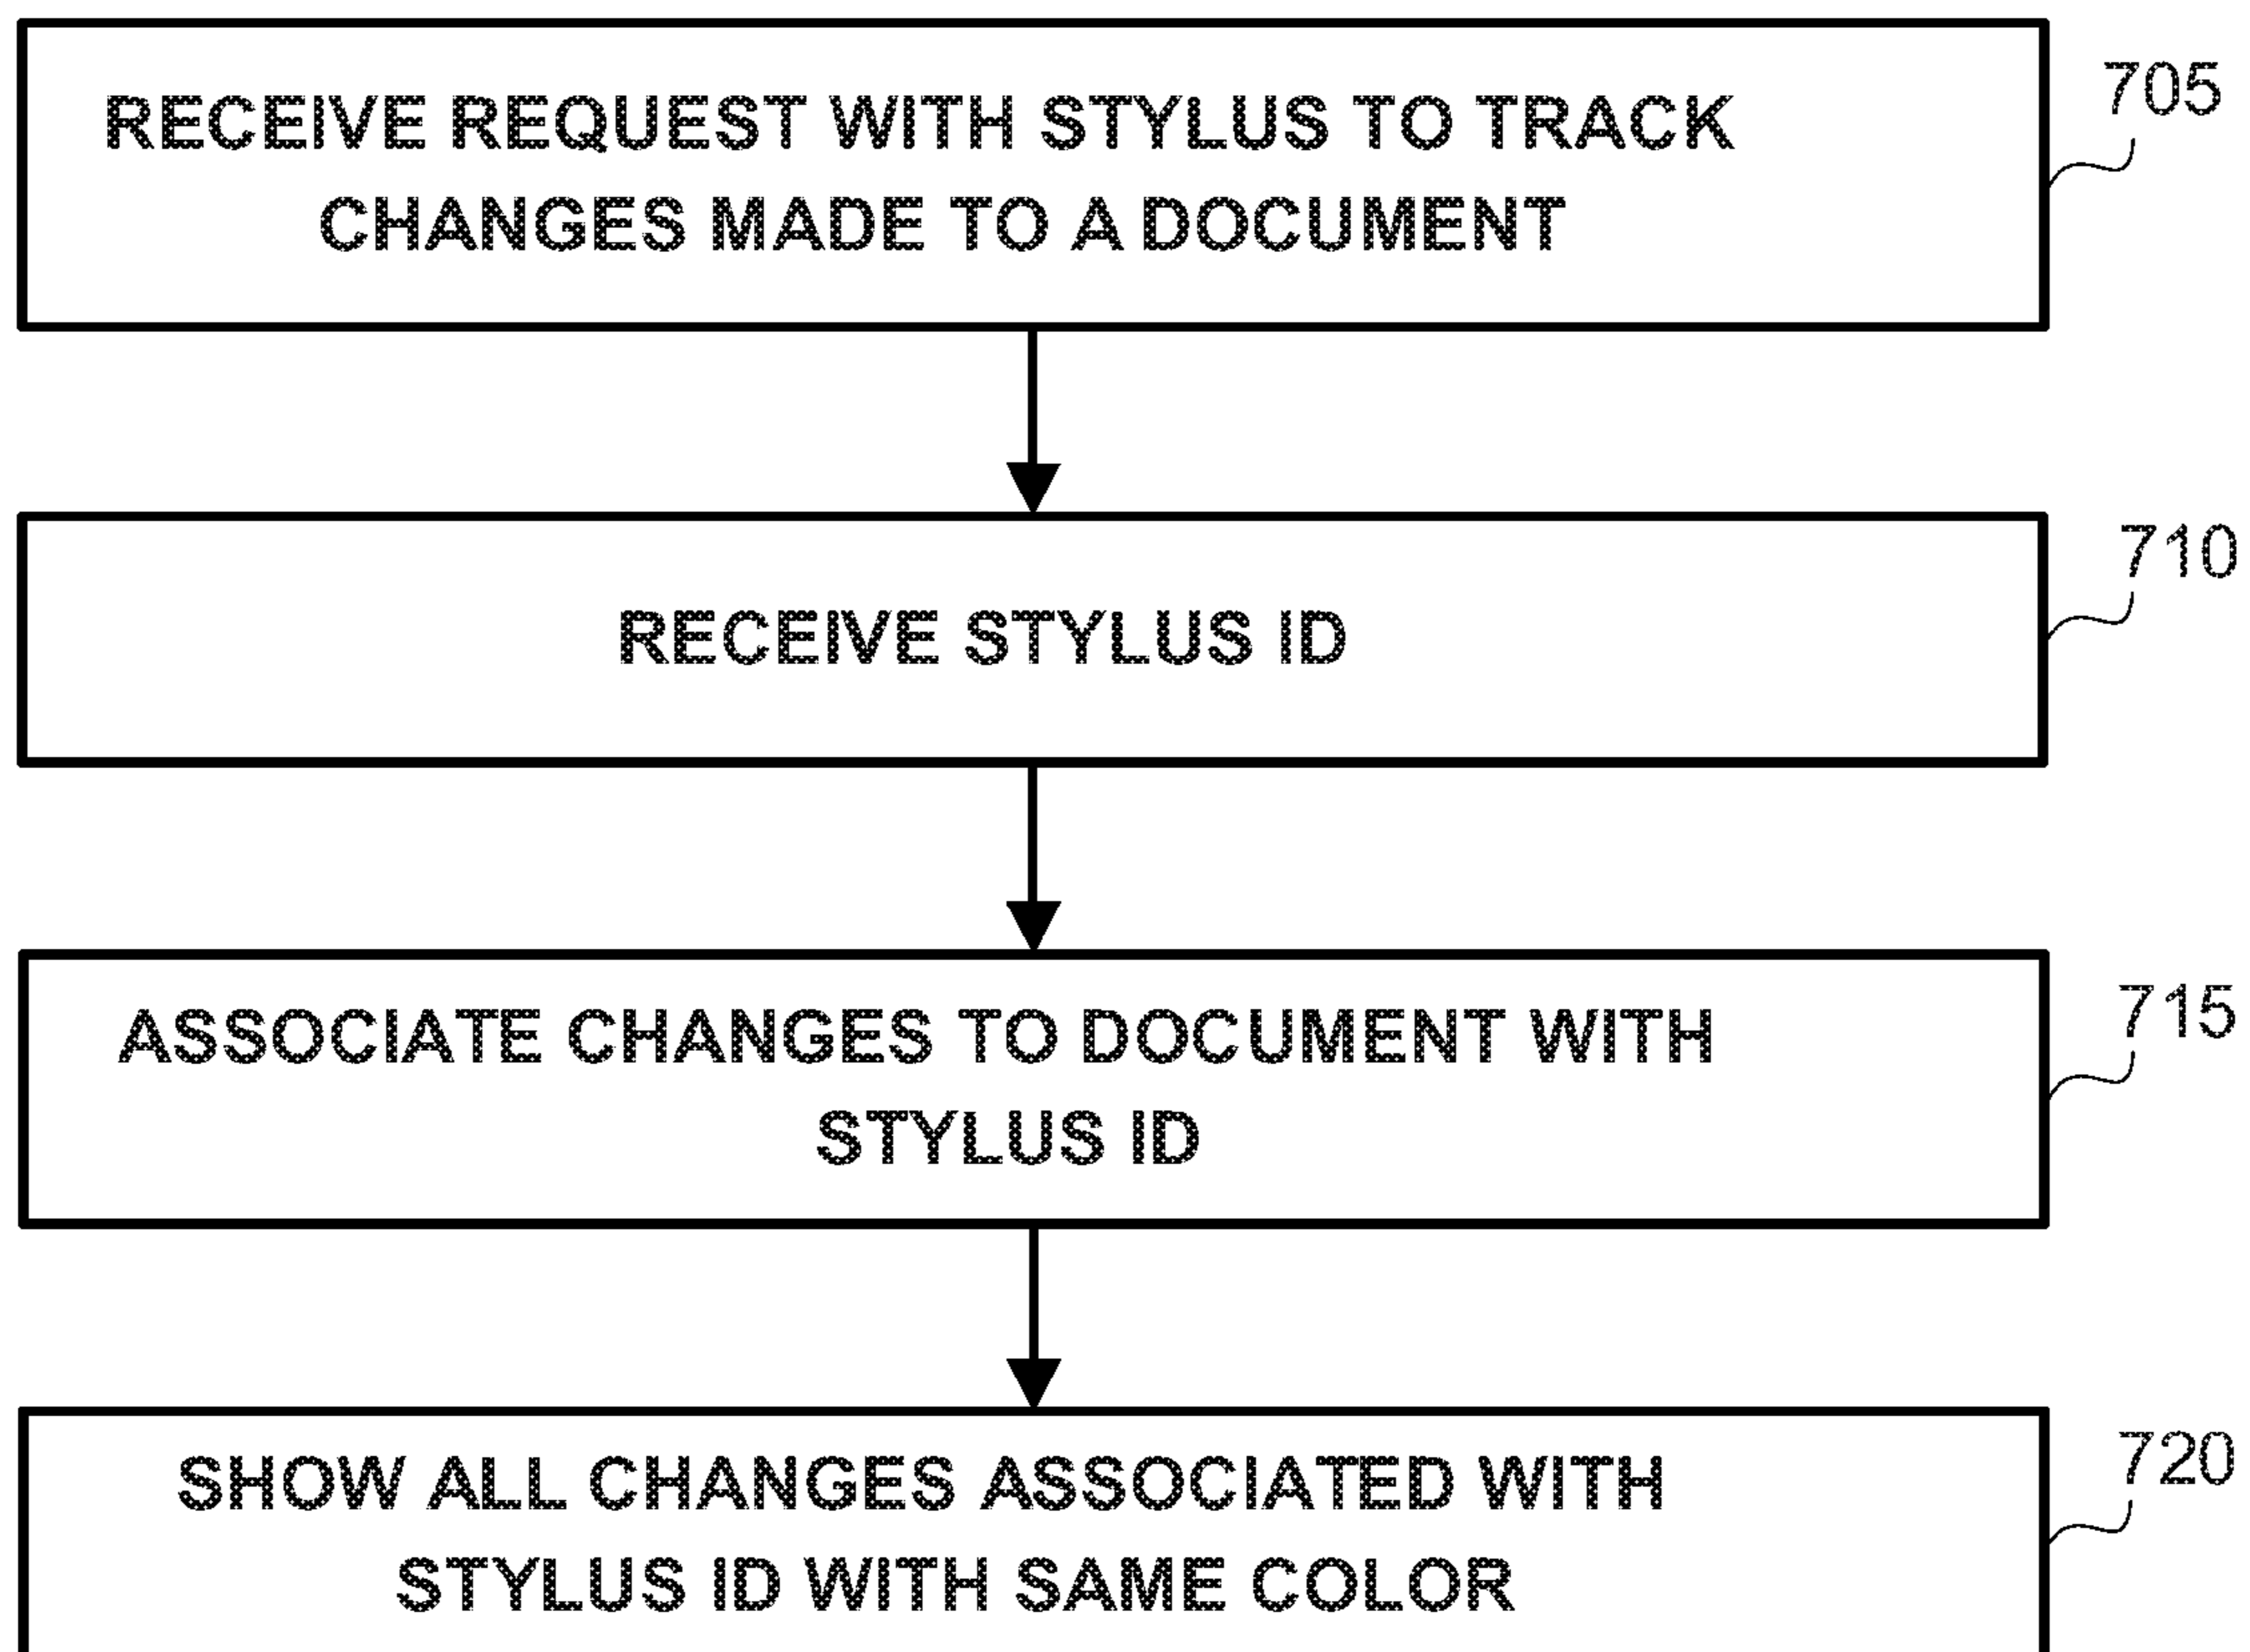 RECEIVE REQUEST WITH STYLUS TO TRACK
CHANGES MADE TO A DOCUMENT
705
RECEIVE STYLUS ID
710
ASSOCIATE CHANGES TO DOCUMENT WITH
STYLUS ID
715
SHOW ALL CHANGES ASSOCIATED WITH
STYLUS ID WITH SAME COLOR
720